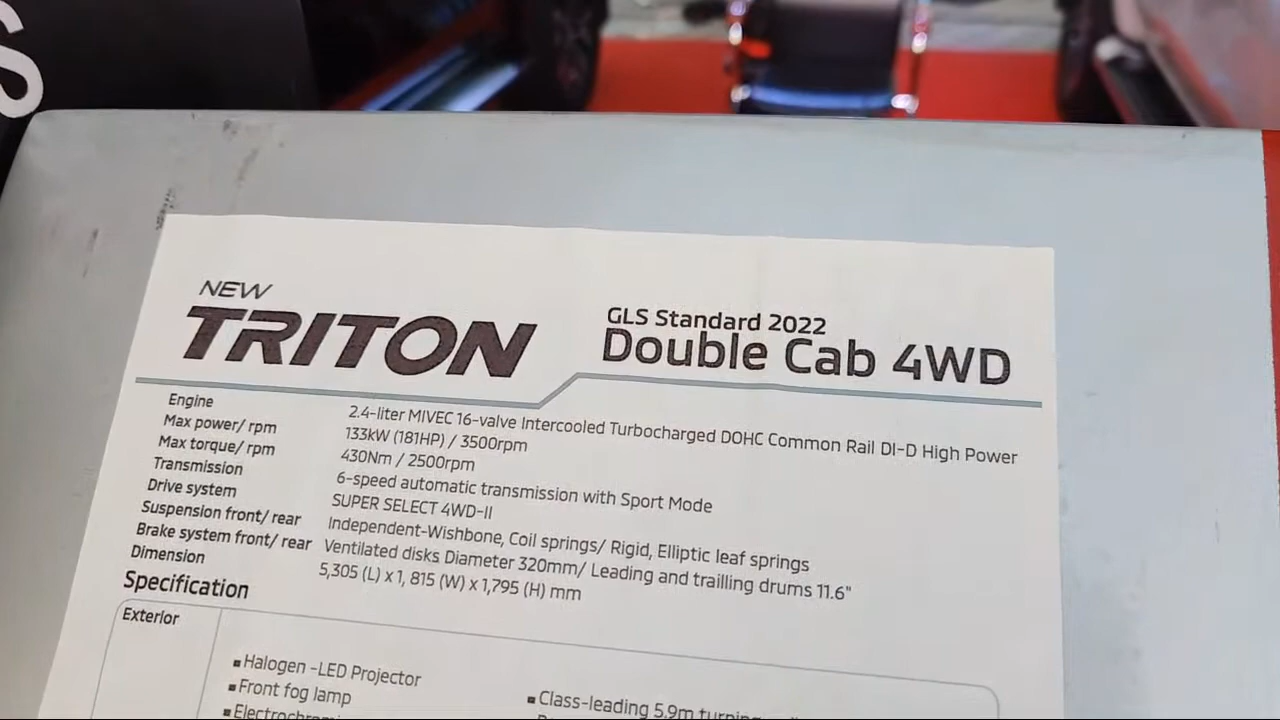 S
NEW
TRITON
GLS Standard 2022
Double Cab 4WD
Engine 2.4-liter MIVEC 16-valve Intercooled Turbocharged DOHC Common Rail DI-D High Power
Max power/ rpm 133kW (181HP) / 3500rpm
Max torque/ rpm 430Nm / 2500rpm
Transmission 6-speed automatic transmission with Sport Mode
Drive system SUPER SELECT 4WD-II
Suspension front/ rear Independent-Wishbone, Coil springs/ Rigid, Elliptic leaf springs
Brake system front/ rear Ventilated disks Diameter 320mm/ Leading and trailling drums 11.6"
Dimension 5,305 (L) x 1, 815 (W) x 1,795 (H) mm
Specification
Exterior
▪ Halogen -LED Projector
▪ Front fog lamp
▪ Class-leading 5.9m turning